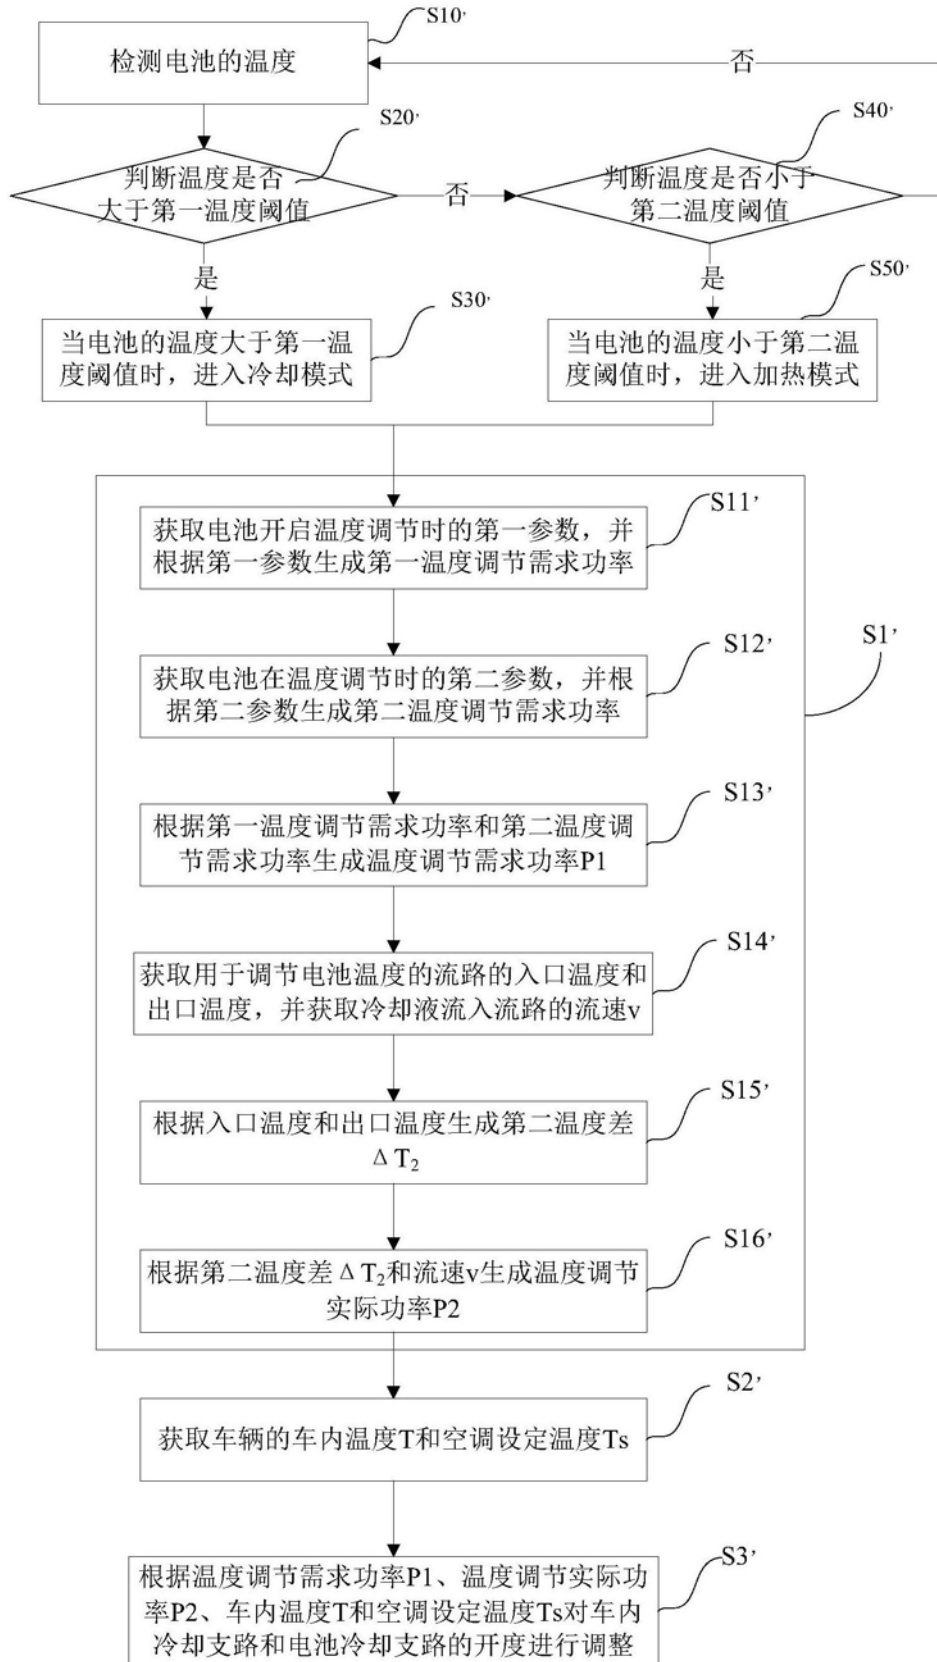 S10’
检测电池的温度
否
S20’
S40’
判断温度是否
大于第一温度阈值
否
判断温度是否小于
第二温度阈值
是
是
S30’
S50’
当电池的温度大于第一温
度阈值时，进入冷却模式
当电池的温度小于第二温
度阈值时，进入加热模式
S11’
获取电池开启温度调节时的第一参数，并
根据第一参数生成第一温度调节需求功率
S12’
S1’
获取电池在温度调节时的第二参数，并根
据第二参数生成第二温度调节需求功率
S13’
根据第一温度调节需求功率和第二温度调
节需求功率生成温度调节需求功率P1
S14’
获取用于调节电池温度的流路的入口温度和
出口温度，并获取冷却液流入流路的流速v
S15’
根据入口温度和出口温度生成第二温度差
ΔT₂
S16’
根据第二温度差ΔT₂和流速v生成温度调节
实际功率P2
S2’
获取车辆的车内温度T和空调设定温度Ts
S3’
根据温度调节需求功率P1、温度调节实际功
率P2、车内温度T和空调设定温度Ts对车内
冷却支路和电池冷却支路的开度进行调整